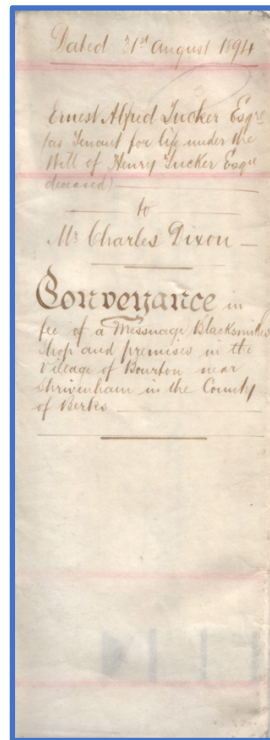 Dated 31st August 1894
Ernest Alfred Tucker Esqre
(as Tenant for life under the
Will of Henry Tucker Esqre
deceased)
to
Mr Charles Dixon
Conveyance in
fee of a Messuage Blacksmiths
Shop and premises in the
Village of Bourton near
Shrivenham in the County
of Berks